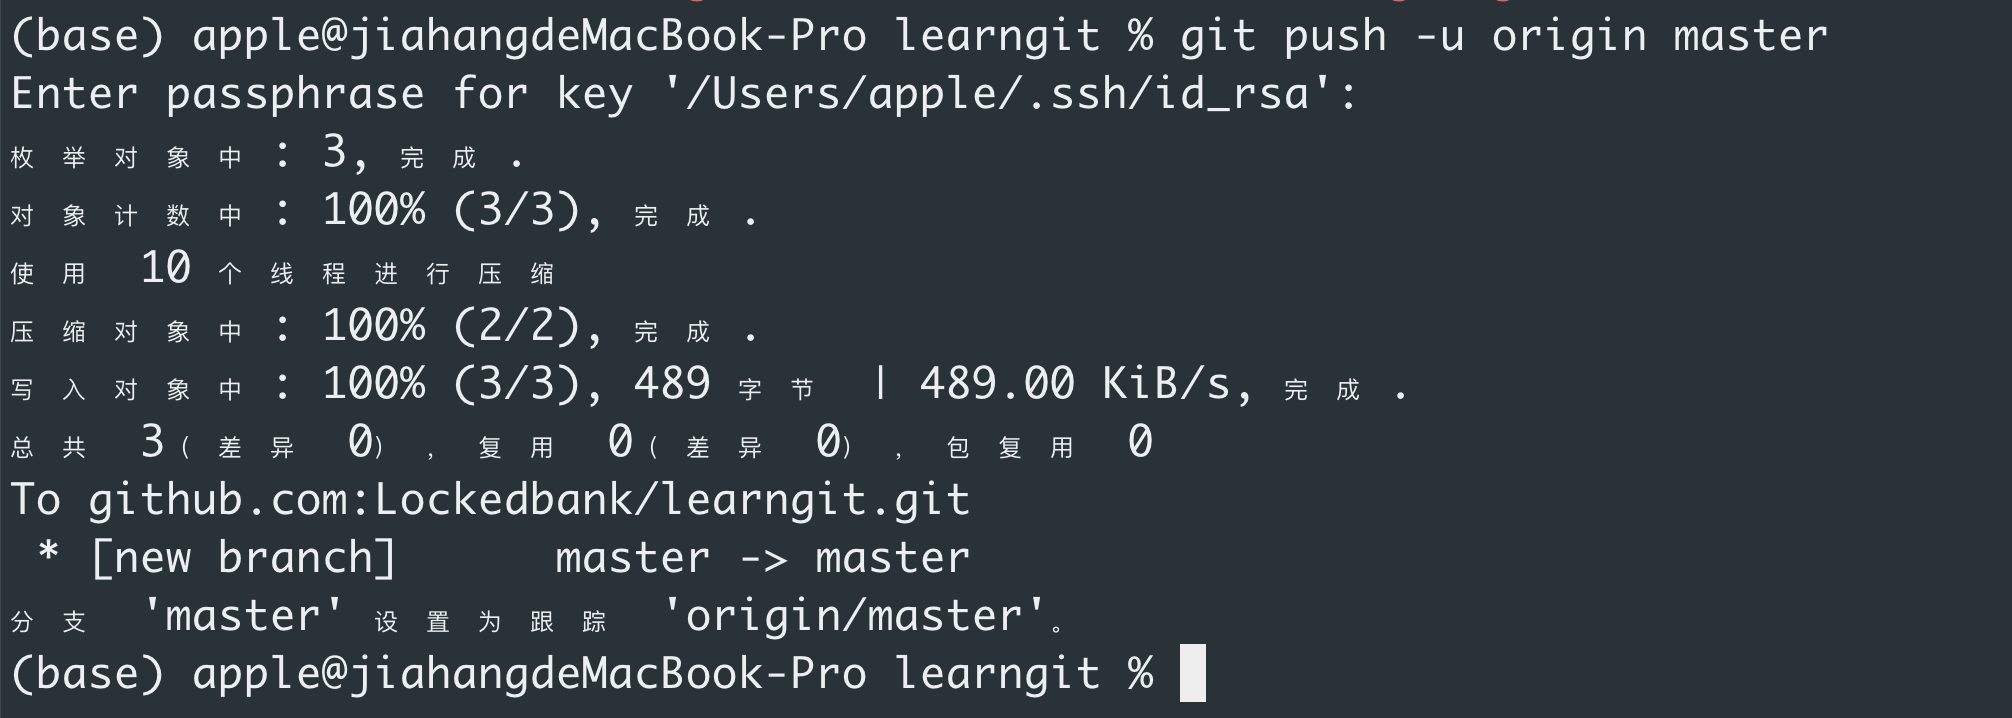 (base) apple@jiahangdeMacBook-Pro learngit % git push -u origin master
Enter passphrase for key '/Users/apple/.ssh/id_rsa':
枚举对象中: 3, 完成.
对象计数中: 100% (3/3), 完成.
使用 10 个线程进行压缩
压缩对象中: 100% (2/2), 完成.
写入对象中: 100% (3/3), 489 字节 | 489.00 KiB/s, 完成.
总共 3（差异 0），复用 0（差异 0），包复用 0
To github.com:Lockedbank/learngit.git
 * [new branch]      master -> master
分支 'master' 设置为跟踪 'origin/master'。
(base) apple@jiahangdeMacBook-Pro learngit %